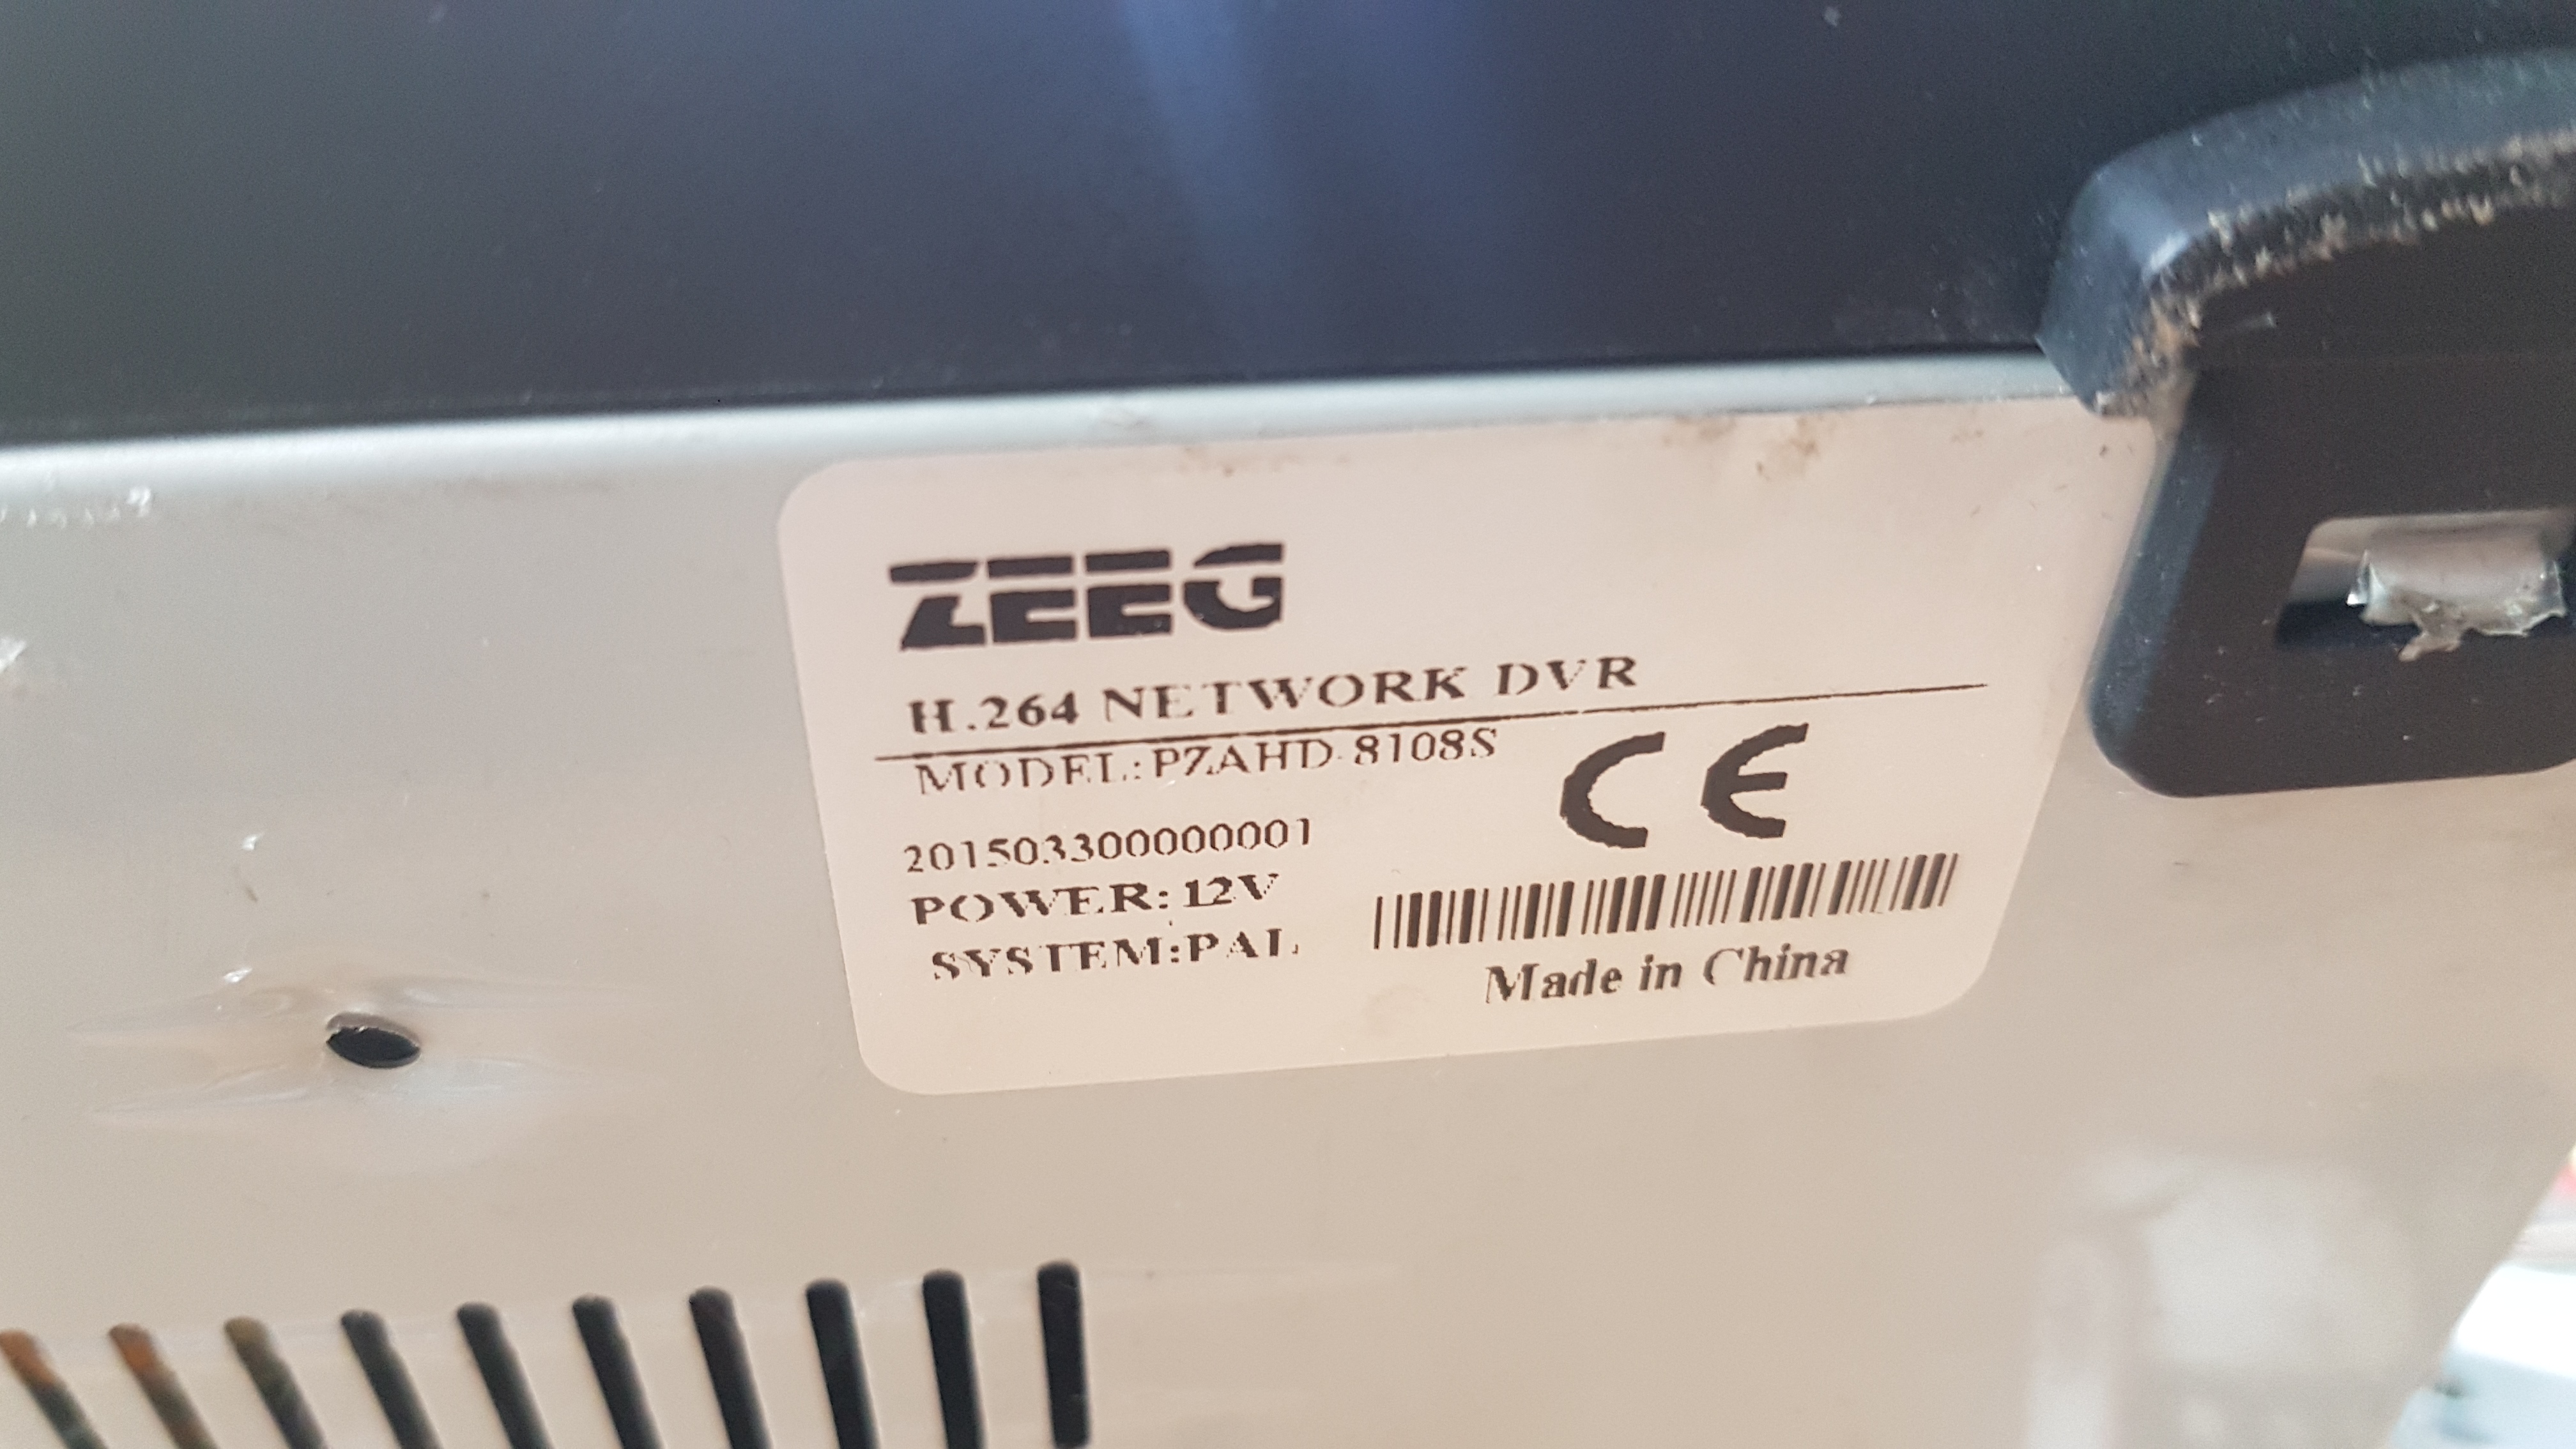 ZEEG
H.264 NETWORK DVR
MODEL:PZAHD-8108S
CE
201503300000001
POWER:12V
SYSTEM:PAL
Made in China